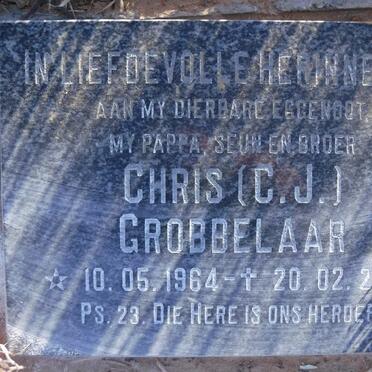 IN LIEFDEVOLLE HERINNE
AAN MY DIERBARE EGGENOOT,
MY PAPPA, SEUN EN BROER
CHRIS (C.J.)
GROBBELAAR
☆ 10.05.1964 - ✝ 20.02.2
PS. 23. DIE HERE IS ONS HERDER